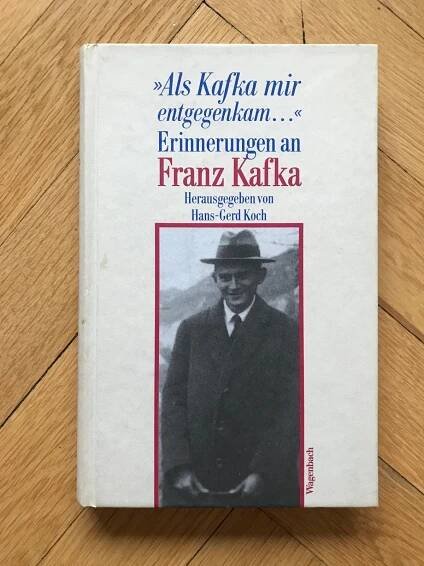 »Als Kafka mir
entgegenkam...«
Erinnerungen an
Franz Kafka
Herausgegeben von
Hans-Gerd Koch
Wagenbach